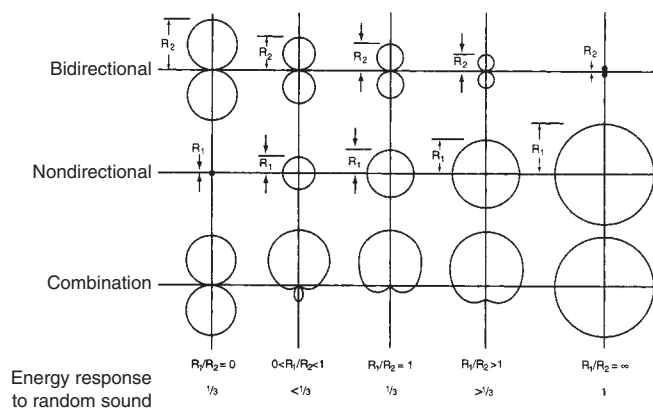 R₂ R₂ R₂ R₂ R₂
Bidirectional
R₁ R₁ R₁ R₁ R₁
Nondirectional
Combination
R₁/R₂ = 0 0<R₁/R₂<1 R₁/R₂ = 1 R₁/R₂ >1 R₁/R₂ = ∞
Energy response
to random sound 1/3 <1/3 1/3 >1/3 1